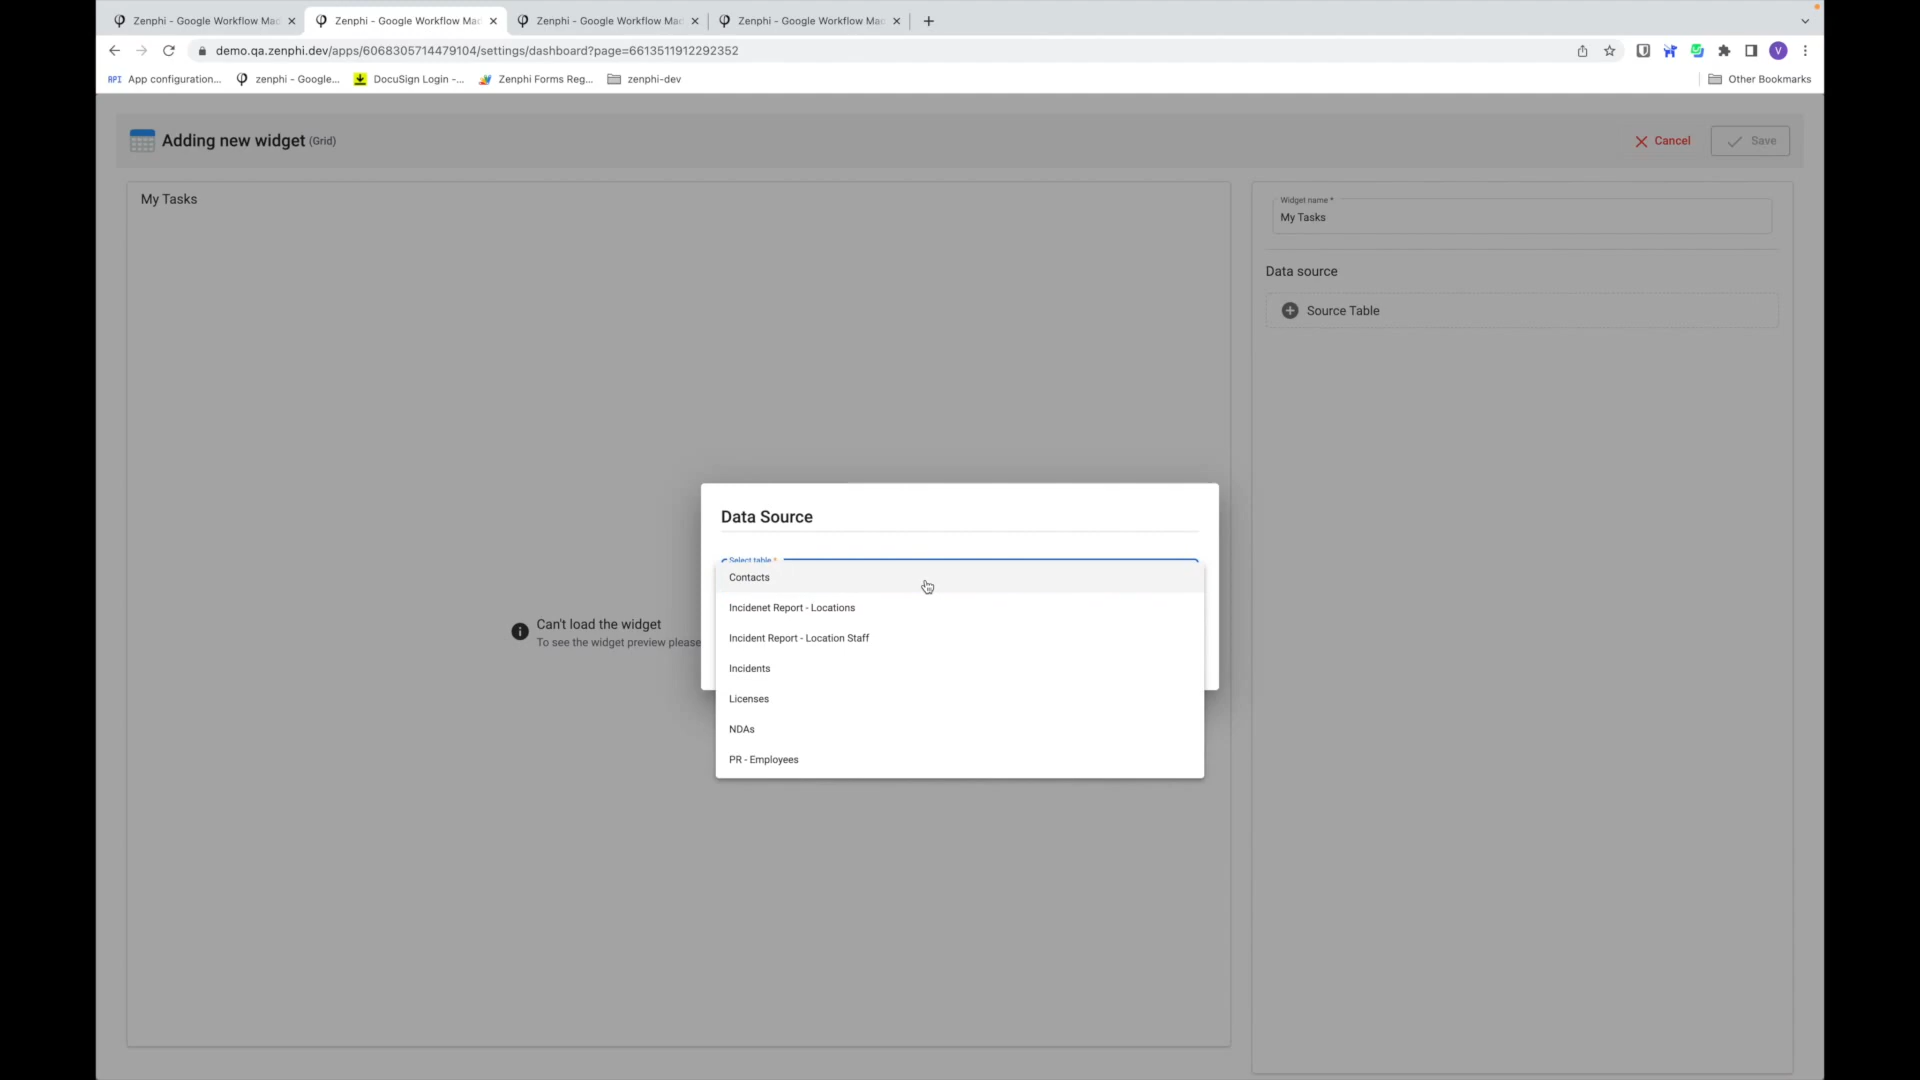 Zenphi - Google Workflow Mac
Zenphi - Google Workflow Mac
Zenphi - Google Workflow Mac
Zenphi - Google Workflow Mac
demo.qa.zenphi.dev/apps/6068305714479104/settings/dashboard?page=6613511912292352
V
API App configuration...
zenphi - Google...
DocuSign Login -...
Zenphi Forms Reg...
zenphi-dev
Other Bookmarks
Adding new widget (Grid)
Cancel
Save
My Tasks
Widget name *
My Tasks
Data source
Source Table
Can't load the widget
To see the widget preview please
Data Source
Select table *
Contacts
Incidenet Report - Locations
Incident Report - Location Staff
Incidents
Licenses
NDAs
PR - Employees